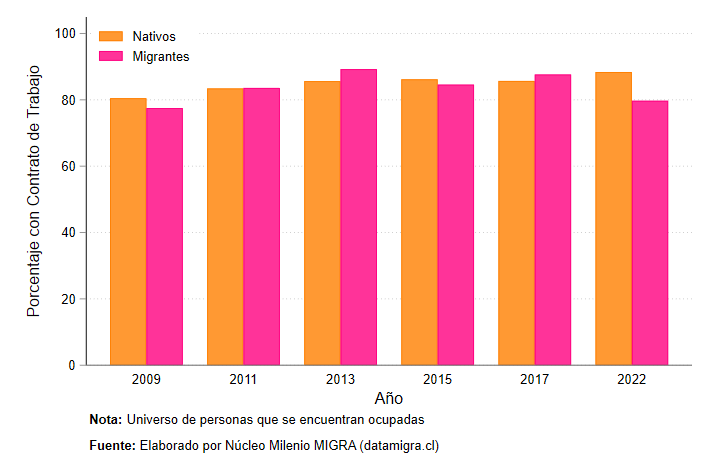 Nativos
Migrantes
Porcentaje con Contrato de Trabajo
100
80
60
40
20
0
2009 2011 2013 2015 2017 2022
Año
Nota: Universo de personas que se encuentran ocupadas
Fuente: Elaborado por Núcleo Milenio MIGRA (datamigra.cl)